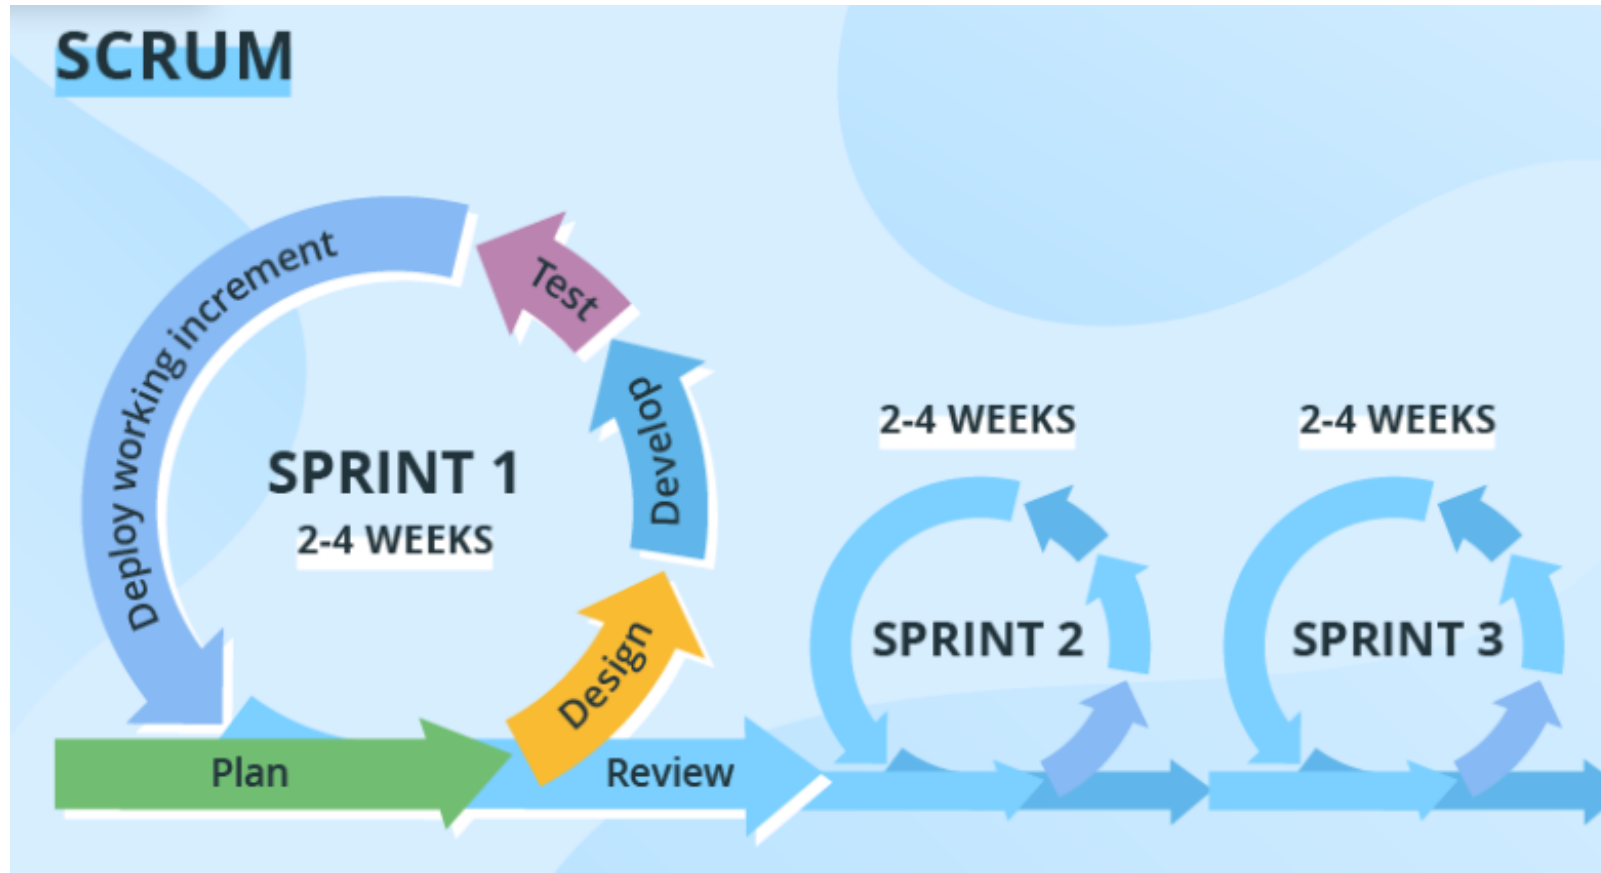 SCRUM
Deploy working increment
Test
Develop
Design
SPRINT 1
2-4 WEEKS
Plan
Review
2-4 WEEKS
SPRINT 2
2-4 WEEKS
SPRINT 3